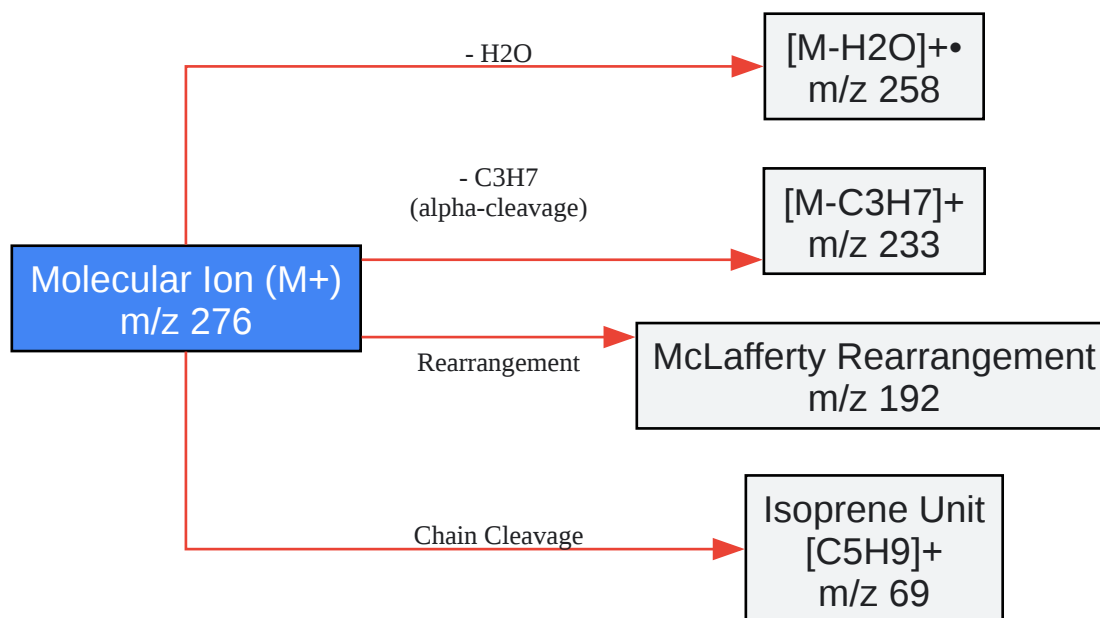 - H2O
[M-H2O]+•
m/z 258
- C3H7
(alpha-cleavage)
[M-C3H7]+
m/z 233
Molecular Ion (M+)
m/z 276
Rearrangement
McLafferty Rearrangement
m/z 192
Chain Cleavage
Isoprene Unit
[C5H9]+
m/z 69